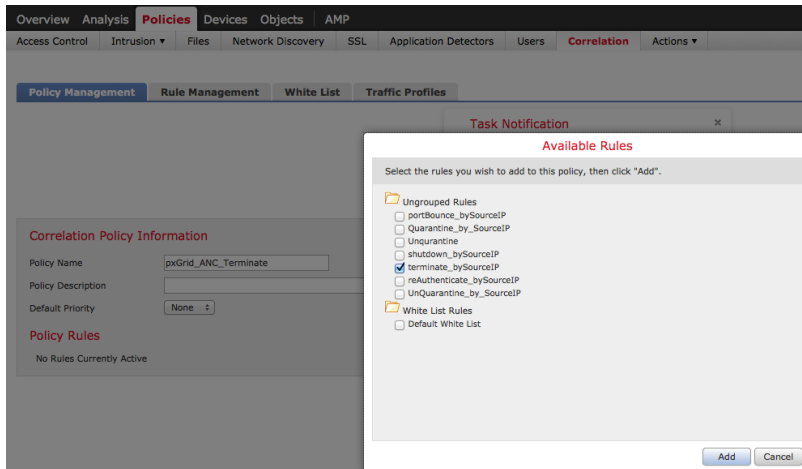 Overview Analysis Policies Devices Objects AMP
Access Control Intrusion ▾ Files Network Discovery SSL Application Detectors Users Correlation Actions ▾
Policy Management Rule Management White List Traffic Profiles
Task Notification ×
Available Rules
Select the rules you wish to add to this policy, then click "Add".
Ungrouped Rules
portBounce_bySourceIP
Quarantine_by_SourceIP
Unqurantine
shutdown_bySourceIP
terminate_bySourceIP
reAuthenticate_bySourceIP
UnQuarantine_by_SourceIP
White List Rules
Default White List
Correlation Policy Information
Policy Name pxGrid_ANC_Terminate
Policy Description
Default Priority None
Policy Rules
No Rules Currently Active
Add Cancel